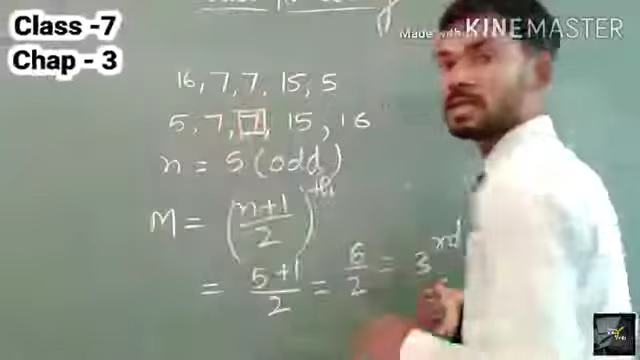 Class -7
Chap - 3
Made with KINEMASTER
16, 7, 7, 15, 5
5, 7, 7, 15, 16
n = 5 (odd)
M = (n+1/2)th
= 5+1/2 = 6/2 = 3rd